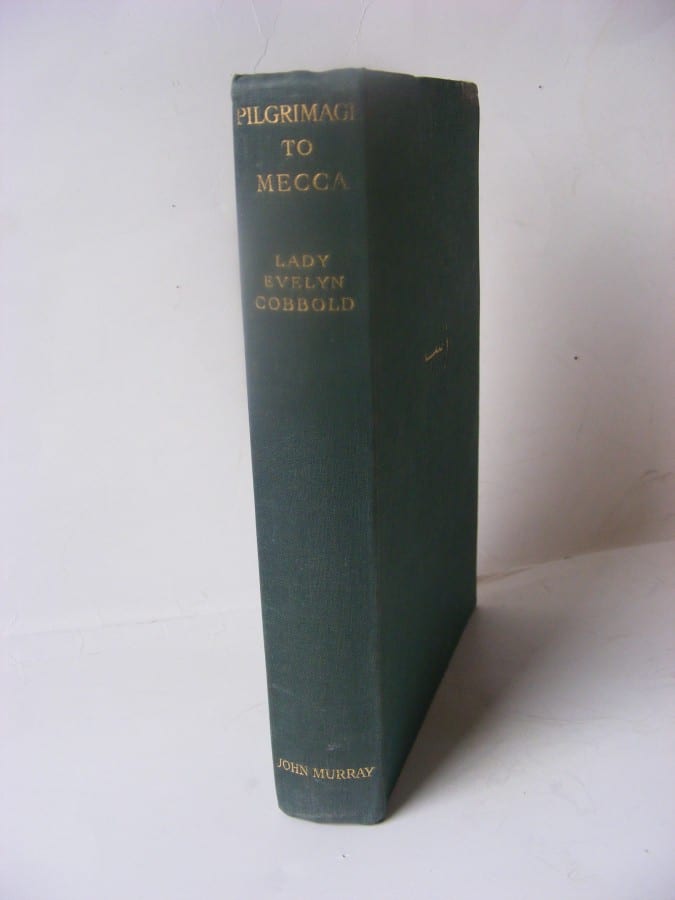 PILGRIMAGE
TO
MECCA
LADY
EVELYN
COBBOLD
JOHN MURRAY